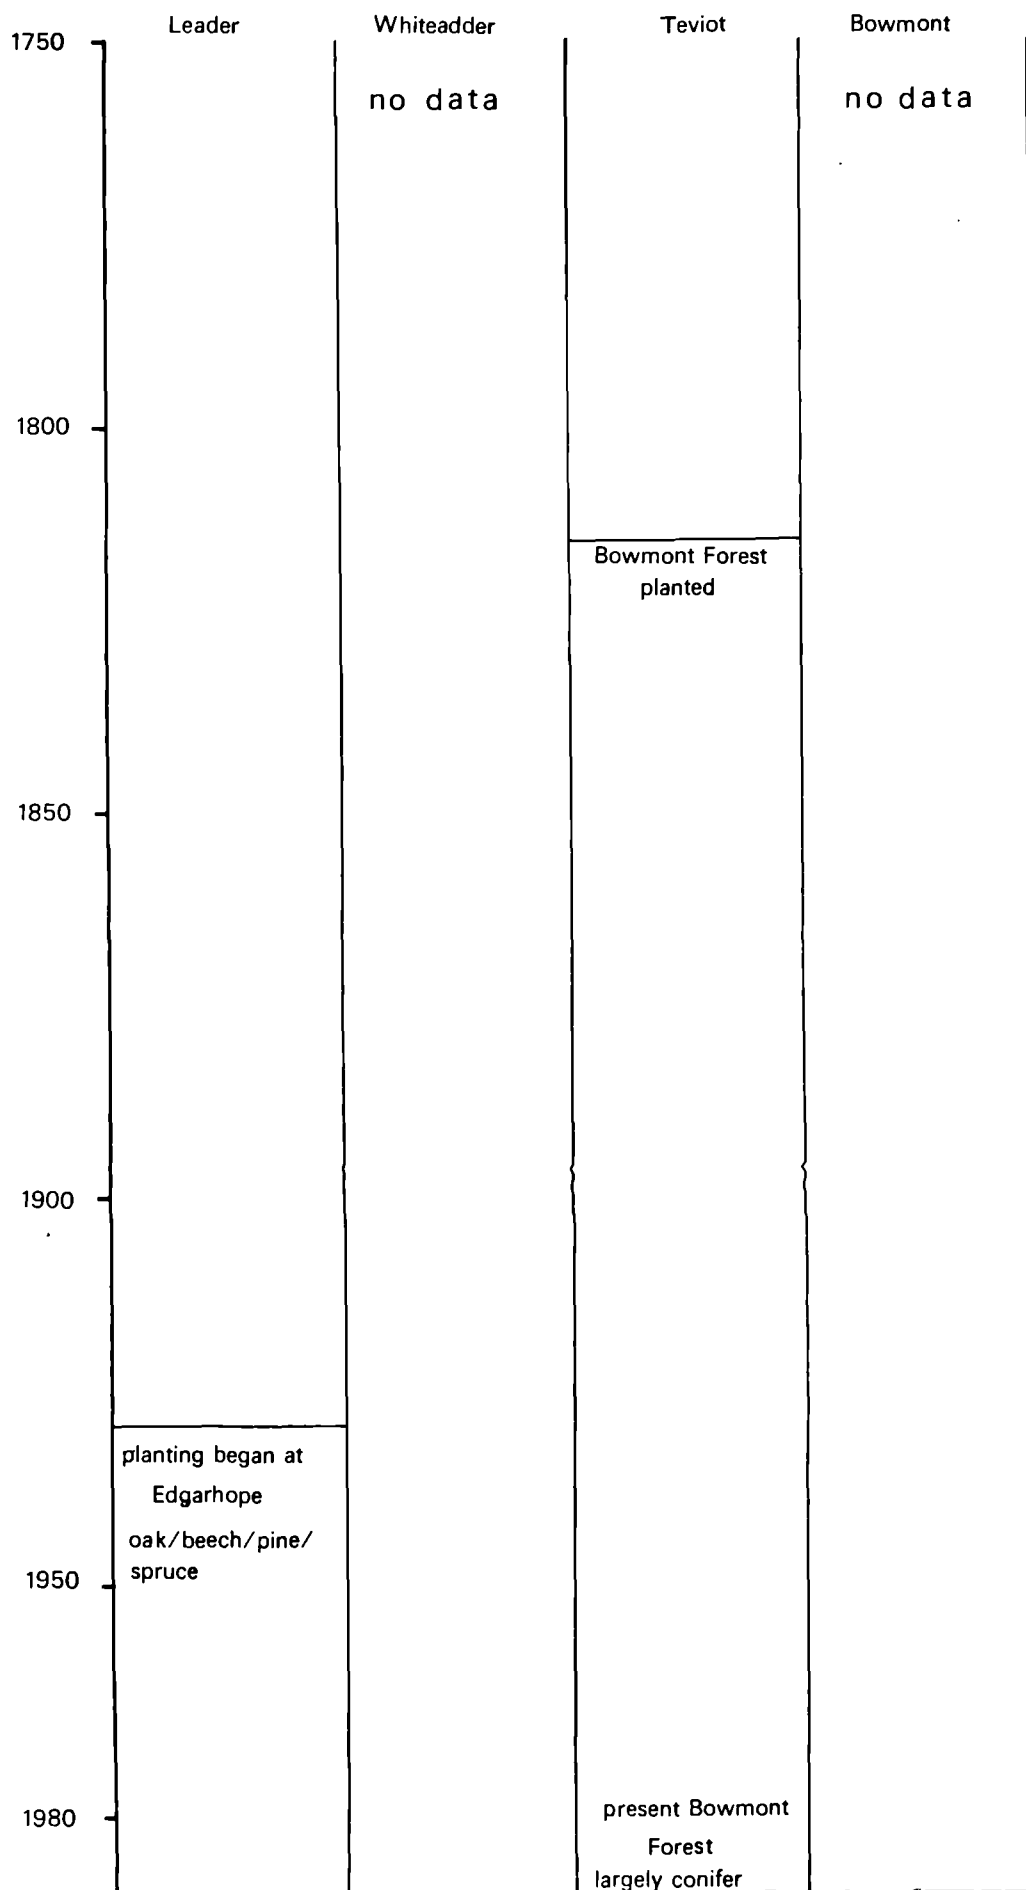 Leader Whiteadder Teviot Bowmont
1750
no data no data
1800
Bowmont Forest
planted
1850
1900
planting began at
Edgarhope
oak/beech/pine/
spruce
1950
1980
present Bowmont
Forest
largely conifer